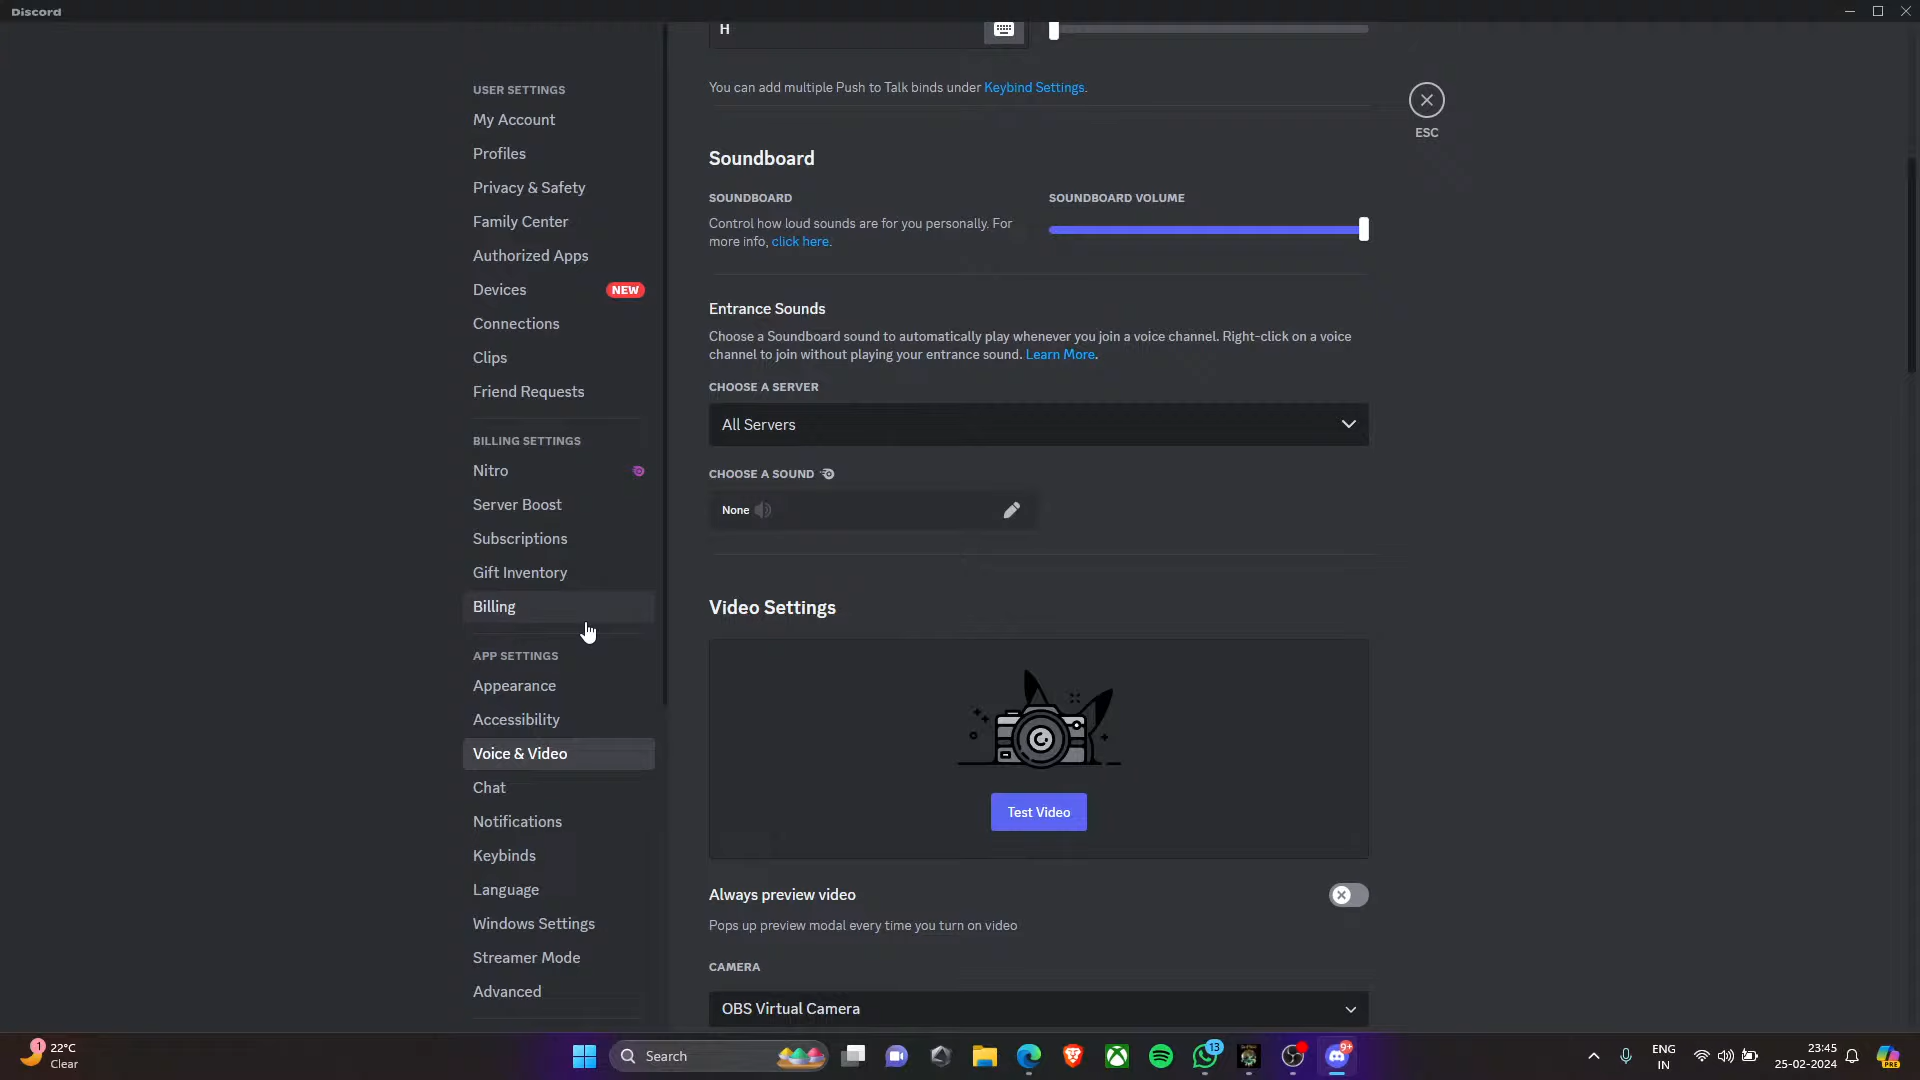 Discord
USER SETTINGS
My Account
Profiles
Privacy & Safety
Family Center
Authorized Apps
Devices NEW
Connections
Clips
Friend Requests
BILLING SETTINGS
Nitro
Server Boost
Subscriptions
Gift Inventory
Billing
APP SETTINGS
Appearance
Accessibility
Voice & Video
Chat
Notifications
Keybinds
Language
Windows Settings
Streamer Mode
Advanced
H
You can add multiple Push to Talk binds under Keybind Settings.
ESC
Soundboard
SOUNDBOARD
Control how loud sounds are for you personally. For
more info, click here.
SOUNDBOARD VOLUME
Entrance Sounds
Choose a Soundboard sound to automatically play whenever you join a voice channel. Right-click on a voice
channel to join without playing your entrance sound. Learn More.
CHOOSE A SERVER
All Servers
CHOOSE A SOUND
None
Video Settings
Test Video
Always preview video
Pops up preview modal every time you turn on video
CAMERA
OBS Virtual Camera
1
22°C
Clear
Search
13
9+
ENG
IN
23:45
25-02-2024
PRE